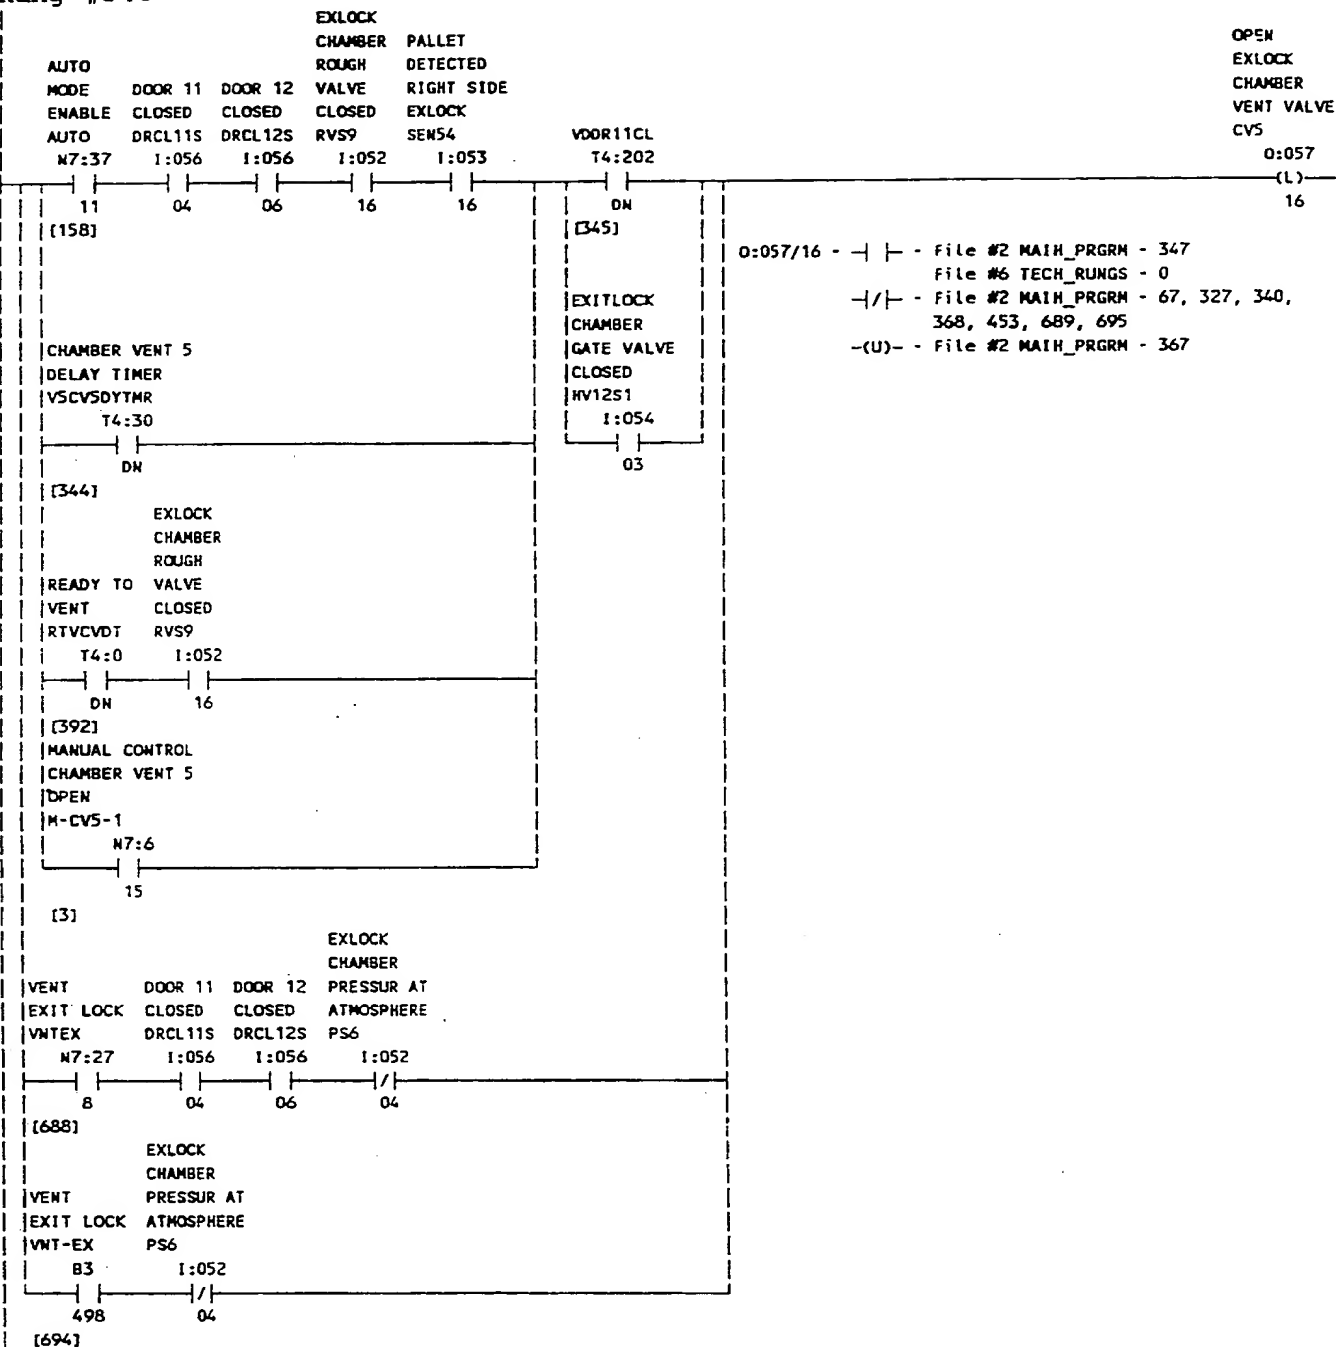 EXLOCK
CHAMBER PALLET
AUTO ROUGH DETECTED
MODE DOOR 11 DOOR 12 VALVE RIGHT SIDE
ENABLE CLOSED CLOSED CLOSED EXLOCK
AUTO DRCL11S DRCL12S RVS9 SEN54 VDOR11CL
N7:37 I:056 I:056 I:052 I:053 T4:202
11 04 06 16 16 DN
[158] [345]
OPEN
EXLOCK
CHAMBER
VENT VALVE
CV5
O:057
(L)
16
O:057/16 - ┤ ├ - File #2 MAIN_PRGRM - 347
File #6 TECH_RUNGS - 0
┤/├ - File #2 MAIN_PRGRM - 67, 327, 340,
368, 453, 689, 695
-(U)- - File #2 MAIN_PRGRM - 367
EXITLOCK
CHAMBER
GATE VALVE
CLOSED
HV12S1
I:054
03
CHAMBER VENT 5
DELAY TIMER
V5CV5DYTMR
T4:30
DN
[344]
EXLOCK
CHAMBER
ROUGH
READY TO VALVE
VENT CLOSED
RTVCVDT RVS9
T4:0 I:052
DN 16
[392]
MANUAL CONTROL
CHAMBER VENT 5
OPEN
M-CV5-1
N7:6
15
[3]
EXLOCK
CHAMBER
VENT DOOR 11 DOOR 12 PRESSUR AT
EXIT LOCK CLOSED CLOSED ATMOSPHERE
VNTEX DRCL11S DRCL12S PS6
N7:27 I:056 I:056 I:052
8 04 06 04
[688]
EXLOCK
CHAMBER
VENT PRESSUR AT
EXIT LOCK ATMOSPHERE
VNT-EX PS6
B3 I:052
498 04
[694]